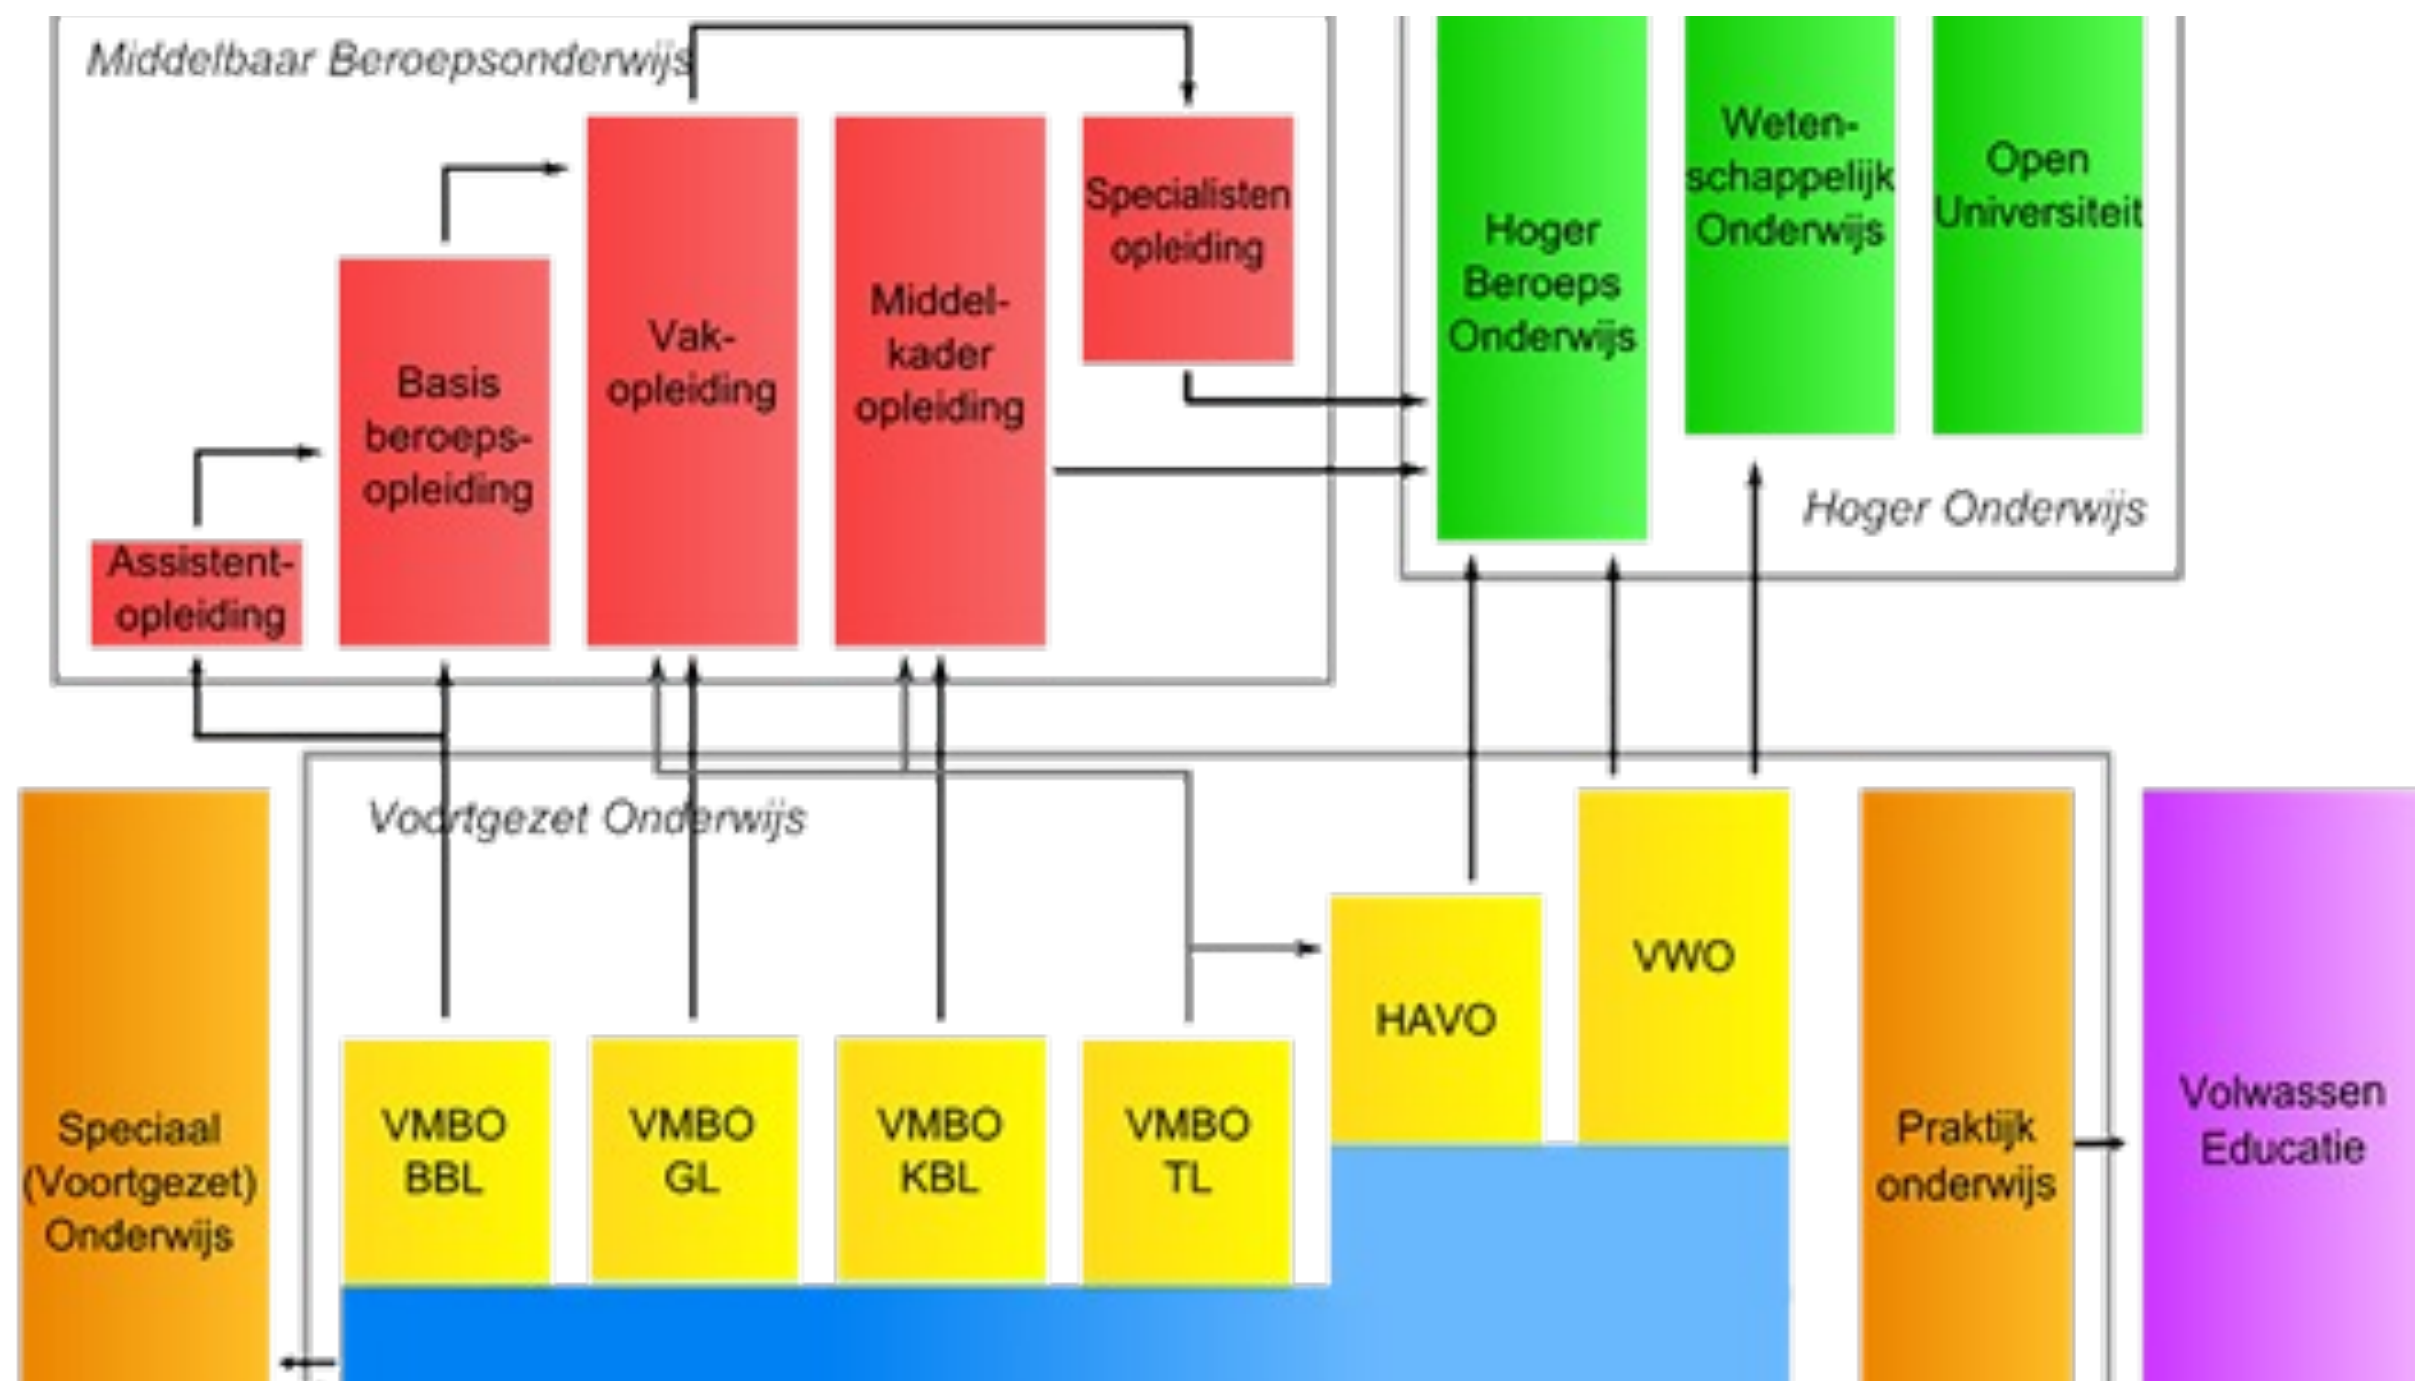 Middelbaar Beroepsonderwijs
Assistent-
opleiding
Basis
beroeps-
opleiding
Vak-
opleiding
Middel-
kader
opleiding
Specialisten
opleiding
Hoger
Beroeps
Onderwijs
Weten-
schappelijk
Onderwijs
Open
Universiteit
Hoger Onderwijs
Voortgezet Onderwijs
Speciaal
(Voortgezet)
Onderwijs
VMBO
BBL
VMBO
GL
VMBO
KBL
VMBO
TL
HAVO
VWO
Praktijk
onderwijs
Volwassen
Educatie